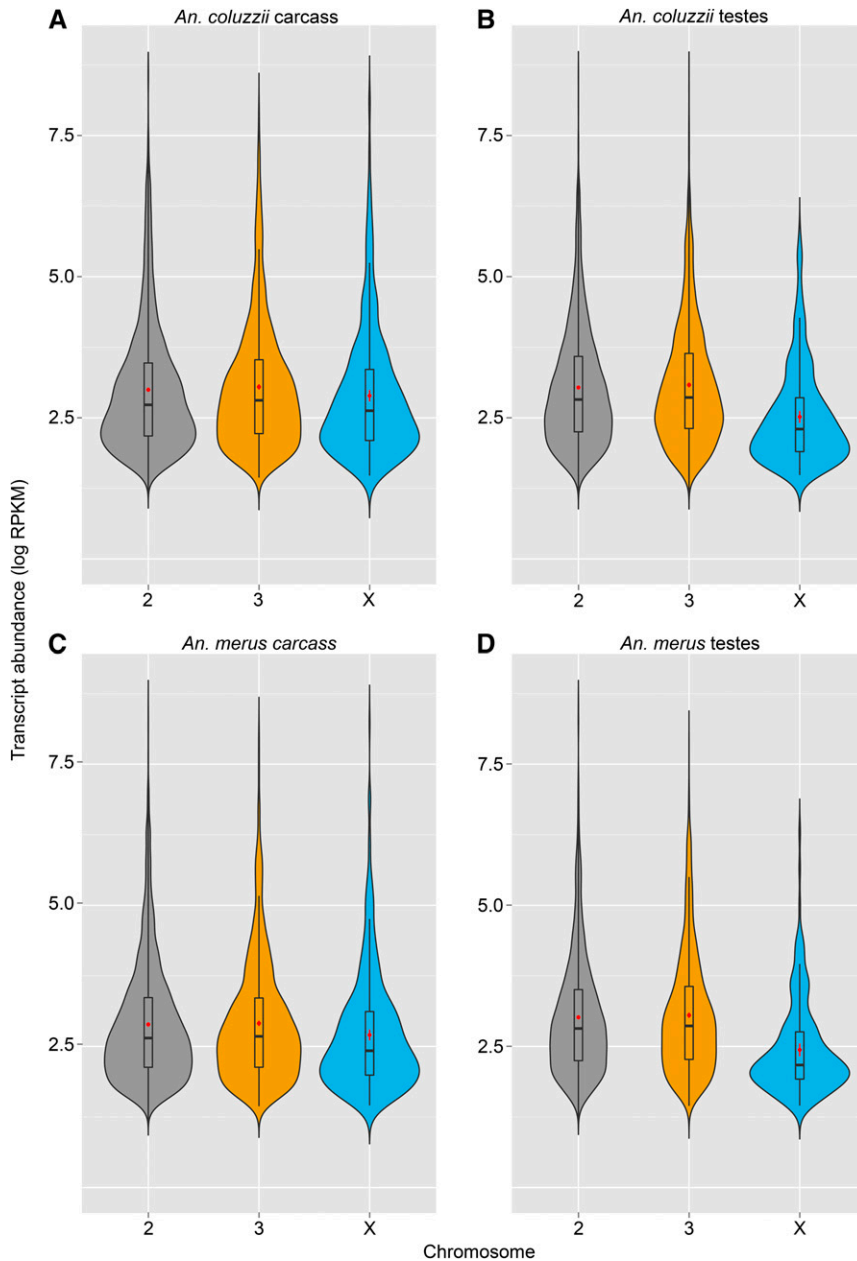 A
An. coluzzii carcass
B
An. coluzzii testes
7.5
5.0
2.5
2
3
X
7.5
5.0
2.5
2
3
X
C
An. merus carcass
D
An. merus testes
7.5
5.0
2.5
2
3
X
7.5
5.0
2.5
2
3
X
Transcript abundance (log RPKM)
Chromosome